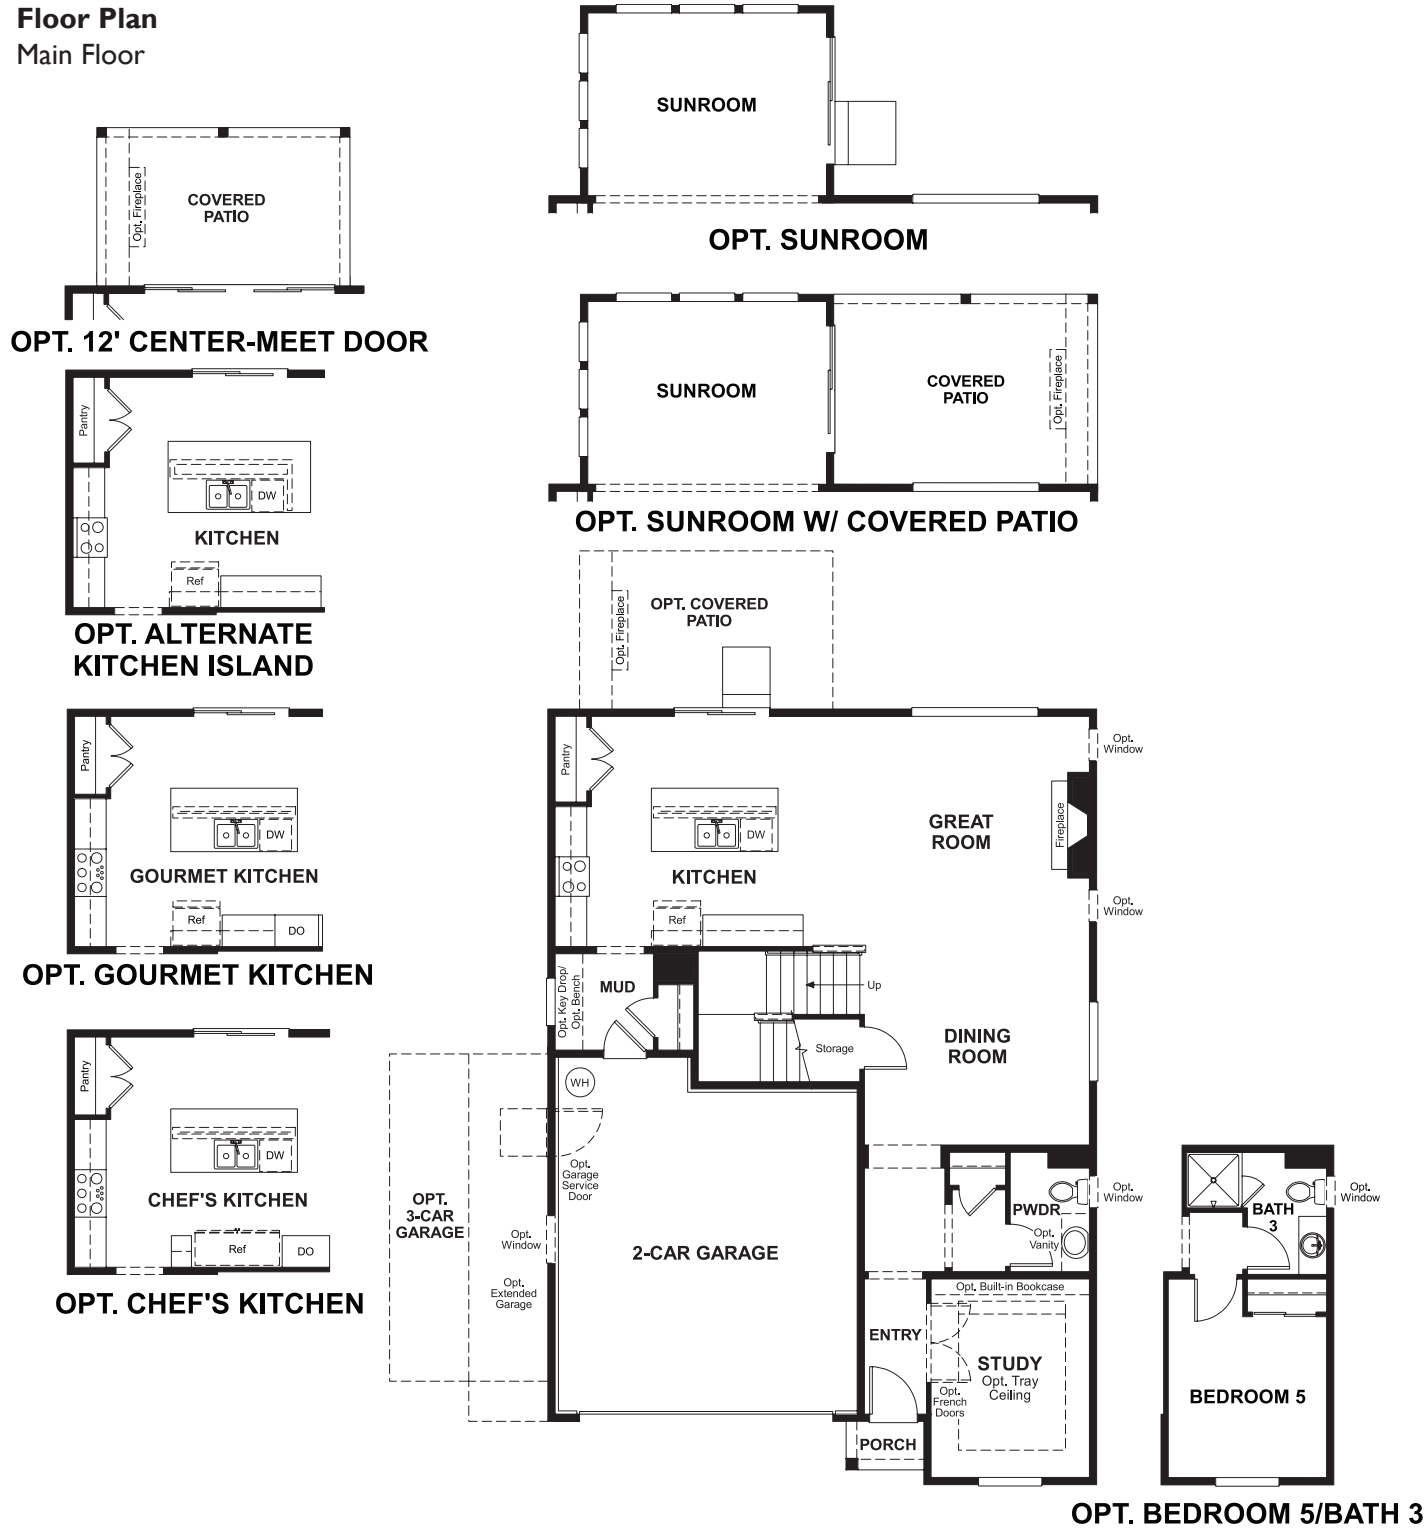 Floor Plan
Main Floor
SUNROOM
OPT. SUNROOM
Opt. Fireplace
COVERED
PATIO
OPT. 12' CENTER-MEET DOOR
SUNROOM
COVERED
PATIO
Opt. Fireplace
OPT. SUNROOM W/ COVERED PATIO
Pantry
DW
KITCHEN
Ref
OPT. ALTERNATE
KITCHEN ISLAND
Pantry
DW
GOURMET KITCHEN
Ref
DO
OPT. GOURMET KITCHEN
Pantry
DW
CHEF'S KITCHEN
Ref
DO
OPT. CHEF'S KITCHEN
Opt. Fireplace
OPT. COVERED
PATIO
Pantry
DW
KITCHEN
Ref
GREAT
ROOM
Fireplace
Opt.
Window
Opt.
Window
Opt. Key Drop/
Opt. Bench
MUD
Up
Storage
DINING
ROOM
WH
Opt.
Garage
Service
Door
OPT.
3-CAR
GARAGE
Opt.
Window
Opt.
Extended
Garage
2-CAR GARAGE
PWDR
Opt.
Vanity
Opt.
Window
Opt. Built-in Bookcase
ENTRY
STUDY
Opt. Tray
Ceiling
Opt.
French
Doors
PORCH
BATH
3
Opt.
Window
BEDROOM 5
OPT. BEDROOM 5/BATH 3